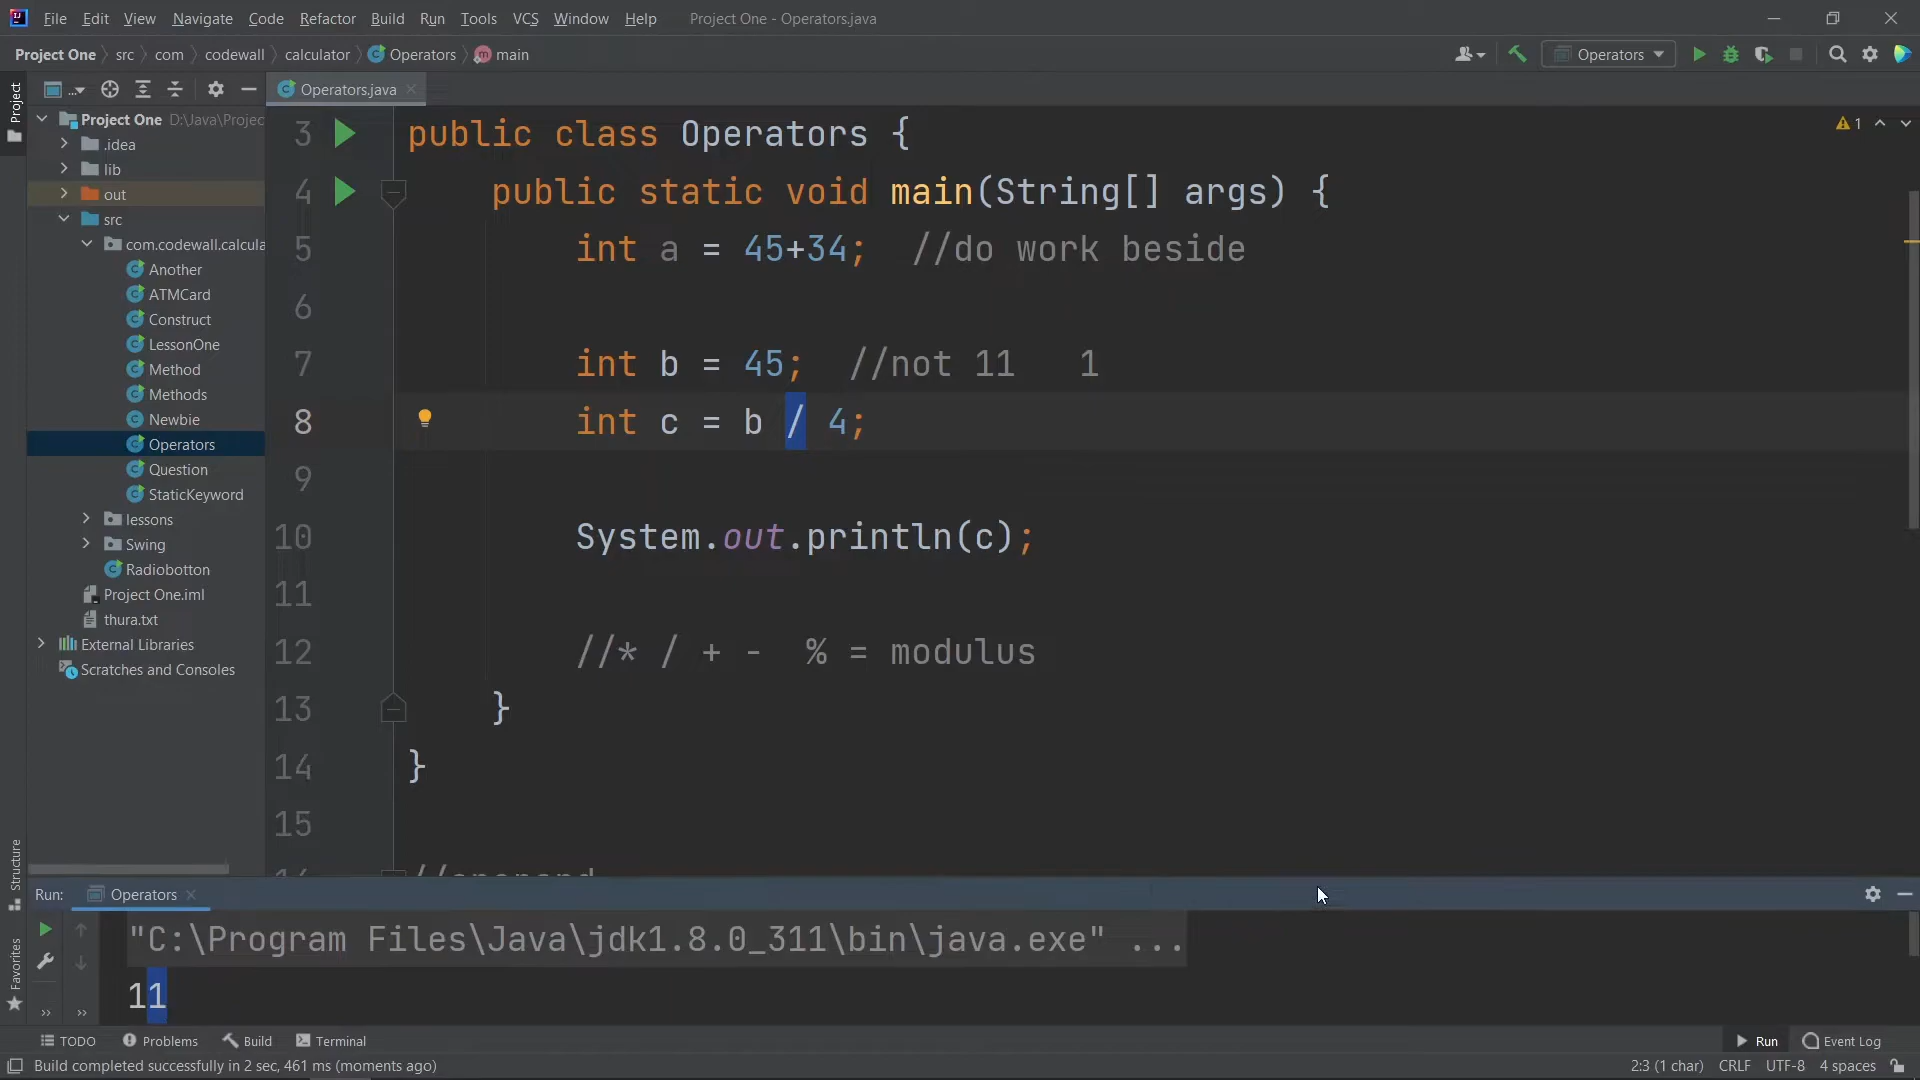 File Edit View Navigate Code Refactor Build Run Tools VCS Window Help Project One - Operators.java
Project One src com codewall calculator Operators main Operators
Project
... Operators.java
Project One D:\Java\Projec
.idea
lib
out
src
com.codewall.calcula
Another
ATMCard
Construct
LessonOne
Method
Methods
Newbie
Operators
Question
StaticKeyword
lessons
Swing
Radiobotton
Project One.iml
thura.txt
External Libraries
Scratches and Consoles
1
3 public class Operators {
4 public static void main(String[] args) {
5 int a = 45+34; //do work beside
6
7 int b = 45; //not 11 1
8 int c = b / 4;
9
10 System.out.println(c);
11
12 //* / + - % = modulus
13 }
14 }
15
Structure
Favorites
Run: Operators
"C:\Program Files\Java\jdk1.8.0_311\bin\java.exe" ...
11
TODO Problems Build Terminal Run Event Log
Build completed successfully in 2 sec, 461 ms (moments ago) 2:3 (1 char) CRLF UTF-8 4 spaces